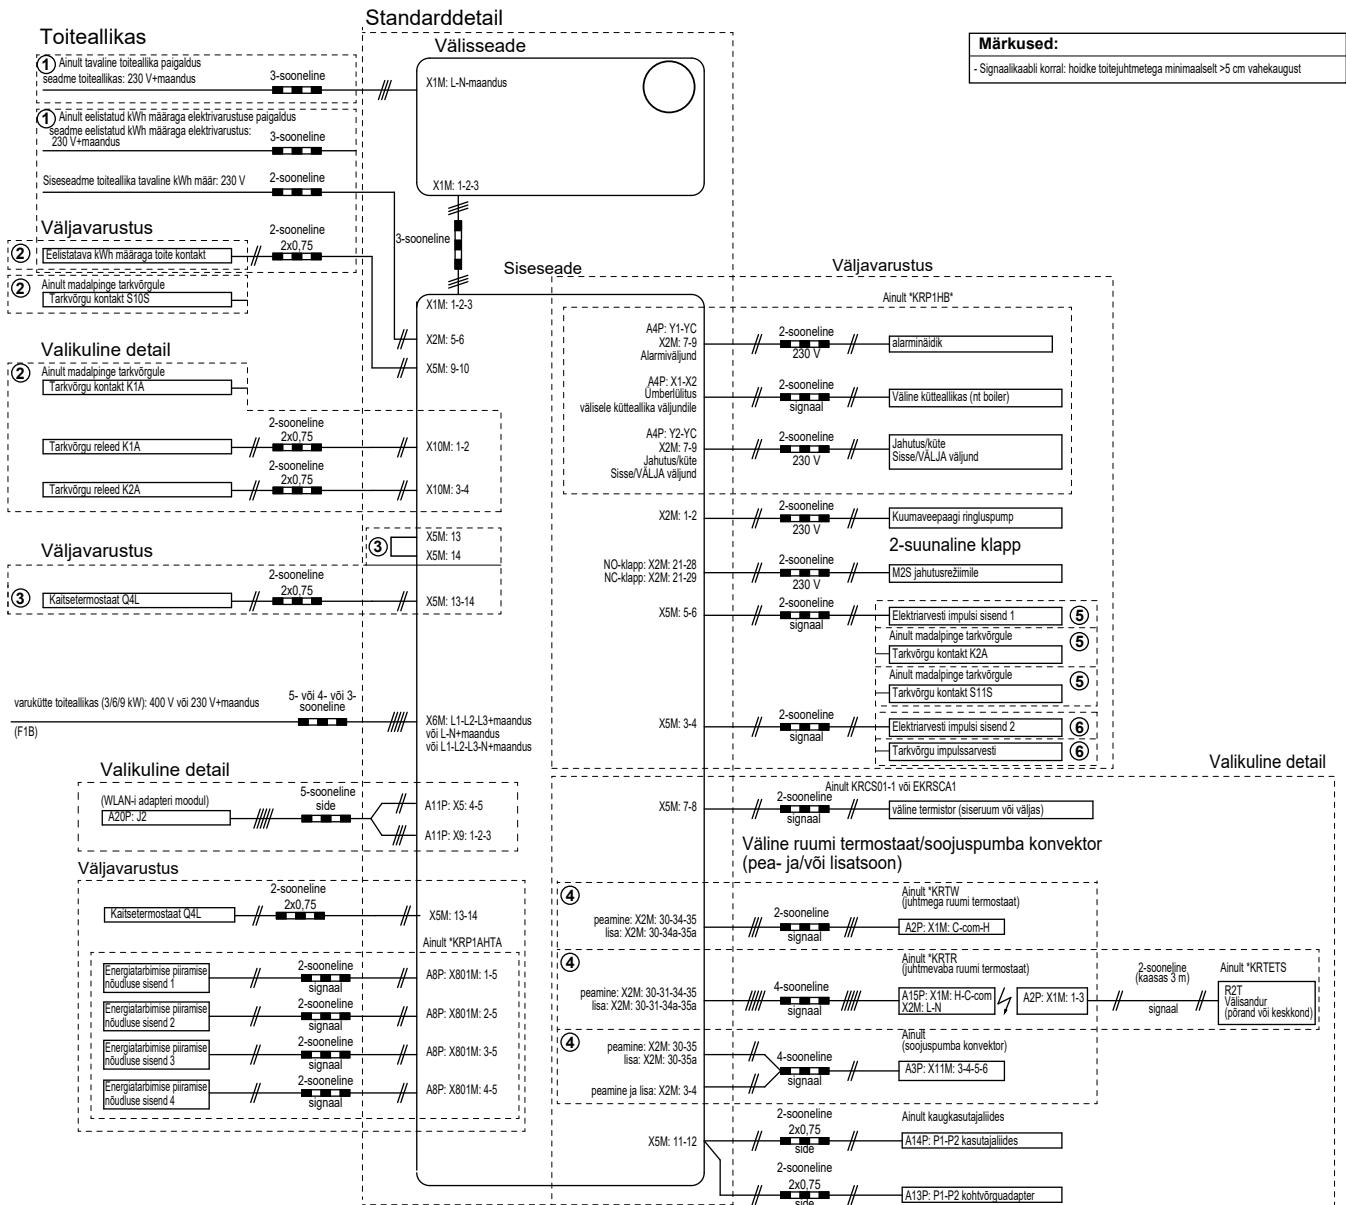 Standarddetail
Toiteallikas
Välisseade
Märkused:
- Signaalikaabli korral: hoidke toitejuhtmetega minimaalselt >5 cm vahekaugust
1 Ainult tavaline toiteallika paigaldus
seadme toiteallikas: 230 V+maandus
3-sooneline
X1M: L-N-maandus
1 Ainult eelistatud kWh määraga elektrivarustuse paigaldus
seadme eelistatud kWh määraga elektrivarustus:
230 V+maandus
3-sooneline
Siseseadme toiteallika tavaline kWh määr: 230 V
2-sooneline
X1M: 1-2-3
Väljavarustus
2-sooneline
2x0,75
2 Eelistatava kWh määraga toite kontakt
3-sooneline
Siseseade
Väljavarustus
2 Ainult madalpinge tarkvõrgule
Tarkvõrgu kontakt S10S
X1M: 1-2-3
Ainult *KRP1HB*
X2M: 5-6
A4P: Y1-YC
X2M: 7-9
Alarmiväljund
2-sooneline
230 V
alarminäidik
Valikuline detail
X5M: 9-10
2 Ainult madalpinge tarkvõrgule
Tarkvõrgu kontakt K1A
A4P: X1-X2
Ümberlülitus
välisele kütteallika väljundile
2-sooneline
signaal
Väline kütteallikas (nt boiler)
Tarkvõrgu releed K1A
2-sooneline
2x0,75
X10M: 1-2
A4P: Y2-YC
X2M: 7-9
Jahutus/küte
Sisse/VÄLJA väljund
2-sooneline
230 V
Jahutus/küte
Sisse/VÄLJA väljund
Tarkvõrgu releed K2A
2-sooneline
2x0,75
X10M: 3-4
X2M: 1-2
2-sooneline
230 V
Kuumaveepaagi ringluspump
3
X5M: 13
X5M: 14
2-suunaline klapp
Väljavarustus
NO-klapp: X2M: 21-28
NC-klapp: X2M: 21-29
2-sooneline
230 V
M2S jahutusrežiimile
3 Kaitsetermostaat Q4L
2-sooneline
2x0,75
X5M: 13-14
X5M: 5-6
2-sooneline
signaal
Elektriarvesti impulsi sisend 1 5
Ainult madalpinge tarkvõrgule
Tarkvõrgu kontakt K2A
5
Ainult madalpinge tarkvõrgule
Tarkvõrgu kontakt S11S
5
varukütte toiteallikas (3/6/9 kW): 400 V või 230 V+maandus
(F1B)
5- või 4- või 3-
sooneline
X6M: L1-L2-L3+maandus
või L-N+maandus
või L1-L2-L3-N+maandus
X5M: 3-4
2-sooneline
signaal
Elektriarvesti impulsi sisend 2 6
Tarkvõrgu impulssarvesti 6
Valikuline detail
Valikuline detail
(WLAN-i adapteri moodul)
A20P: J2
5-sooneline
side
A11P: X5: 4-5
A11P: X9: 1-2-3
Ainult KRCS01-1 või EKRSCA1
X5M: 7-8
2-sooneline
signaal
väline termistor (siseruum või väljas)
Väline ruumi termostaat/soojuspumba konvektor
(pea- ja/või lisatsoon)
Väljavarustus
Kaitsetermostaat Q4L
2-sooneline
2x0,75
X5M: 13-14
4
peamine: X2M: 30-34-35
lisa: X2M: 30-34a-35a
2-sooneline
signaal
Ainult *KRTW
(juhtmega ruumi termostaat)
A2P: X1M: C-com-H
Ainult *KRP1AHTA
Energiatarbimise piiramise
nõudluse sisend 1
2-sooneline
signaal
A8P: X801M: 1-5
4
peamine: X2M: 30-31-34-35
lisa: X2M: 30-31-34a-35a
4-sooneline
signaal
Ainult *KRTR
(juhtmevaba ruumi termostaat)
A15P: X1M: H-C-com
X2M: L-N
A2P: X1M: 1-3
2-sooneline
(kaasas 3 m)
signaal
Ainult *KRTETS
R2T
Välisandur
(põrand või keskkond)
Energiatarbimise piiramise
nõudluse sisend 2
2-sooneline
signaal
A8P: X801M: 2-5
Energiatarbimise piiramise
nõudluse sisend 3
2-sooneline
signaal
A8P: X801M: 3-5
4
peamine: X2M: 30-35
lisa: X2M: 30-35a
peamine ja lisa: X2M: 3-4
4-sooneline
signaal
Ainult
(soojuspumba konvektor)
A3P: X11M: 3-4-5-6
Energiatarbimise piiramise
nõudluse sisend 4
2-sooneline
signaal
A8P: X801M: 4-5
X5M: 11-12
2-sooneline
2x0,75
side
Ainult kaugkasutajaliides
A14P: P1-P2 kasutajaliides
2-sooneline
2x0,75
side
A13P: P1-P2 kohtvõrguadapter